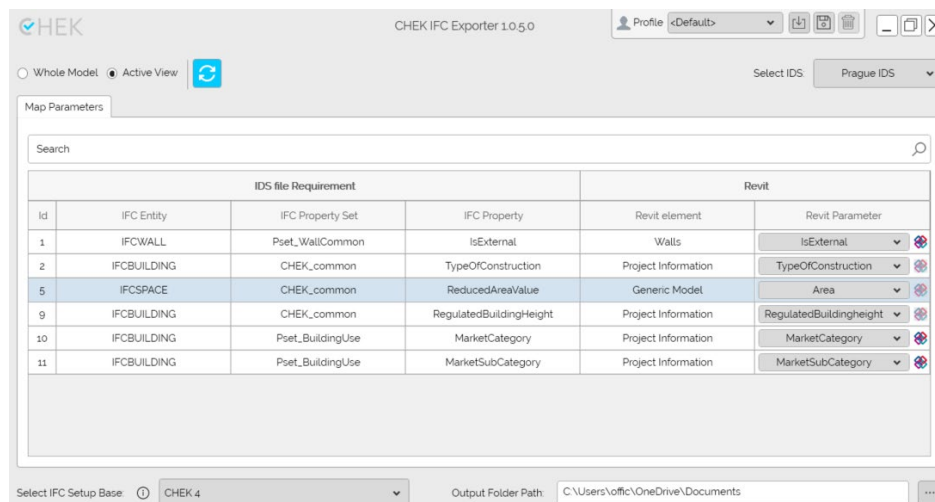 CHEK
CHEK IFC Exporter 1.0.5.0
Profile <Default>
Whole Model Active View
Select IDS: Prague IDS
Map Parameters
Search
IDS file Requirement Revit
Id IFC Entity IFC Property Set IFC Property Revit element Revit Parameter
1 IFCWALL Pset_WallCommon IsExternal Walls IsExternal
2 IFCBUILDING CHEK_common TypeOfConstruction Project Information TypeOfConstruction
5 IFCSPACE CHEK_common ReducedAreaValue Generic Model Area
9 IFCBUILDING CHEK_common RegulatedBuildingHeight Project Information RegulatedBuildingheight
10 IFCBUILDING Pset_BuildingUse MarketCategory Project Information MarketCategory
11 IFCBUILDING Pset_BuildingUse MarketSubCategory Project Information MarketSubCategory
Select IFC Setup Base: CHEK 4 Output Folder Path: C:\Users\offic\OneDrive\Documents ...